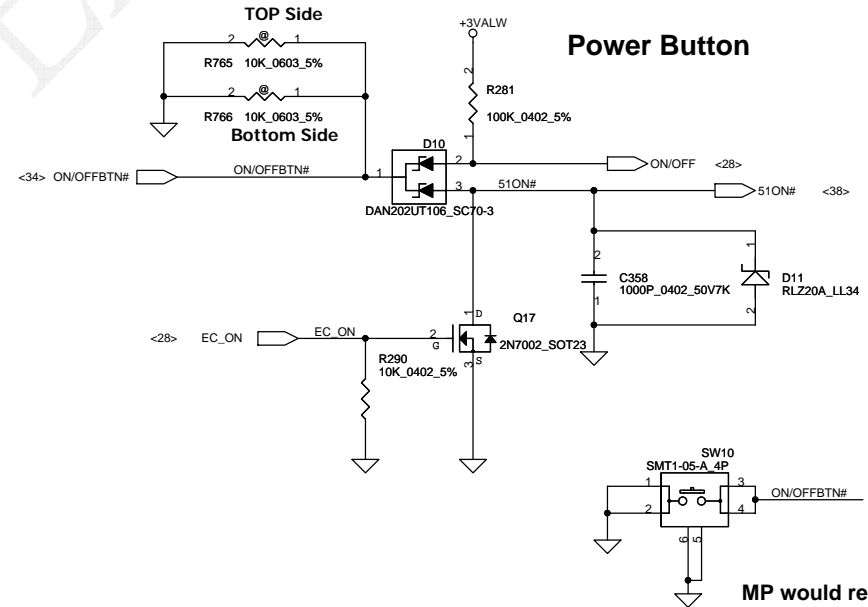 TOP Side
+3VALW
Power Button
2 @ 1
R765 10K_0603_5%
2
R281
100K_0402_5%
1
2 @ 1
R766 10K_0603_5%
Bottom Side
D10
<34> ON/OFFBTN# ON/OFFBTN# 1
2
ON/OFF <28>
3
51ON#
51ON# <38>
DAN202UT106_SC70-3
2
C358
1000P_0402_50V7K
1
1
D11
RLZ20A_LL34
2
1
D
Q17
<28> EC_ON EC_ON 2
G
2N7002_SOT23
S
3
R290
10K_0402_5%
SW10
SMT1-05-A_4P
1
2
3
4
ON/OFFBTN#
6
5
MP would re